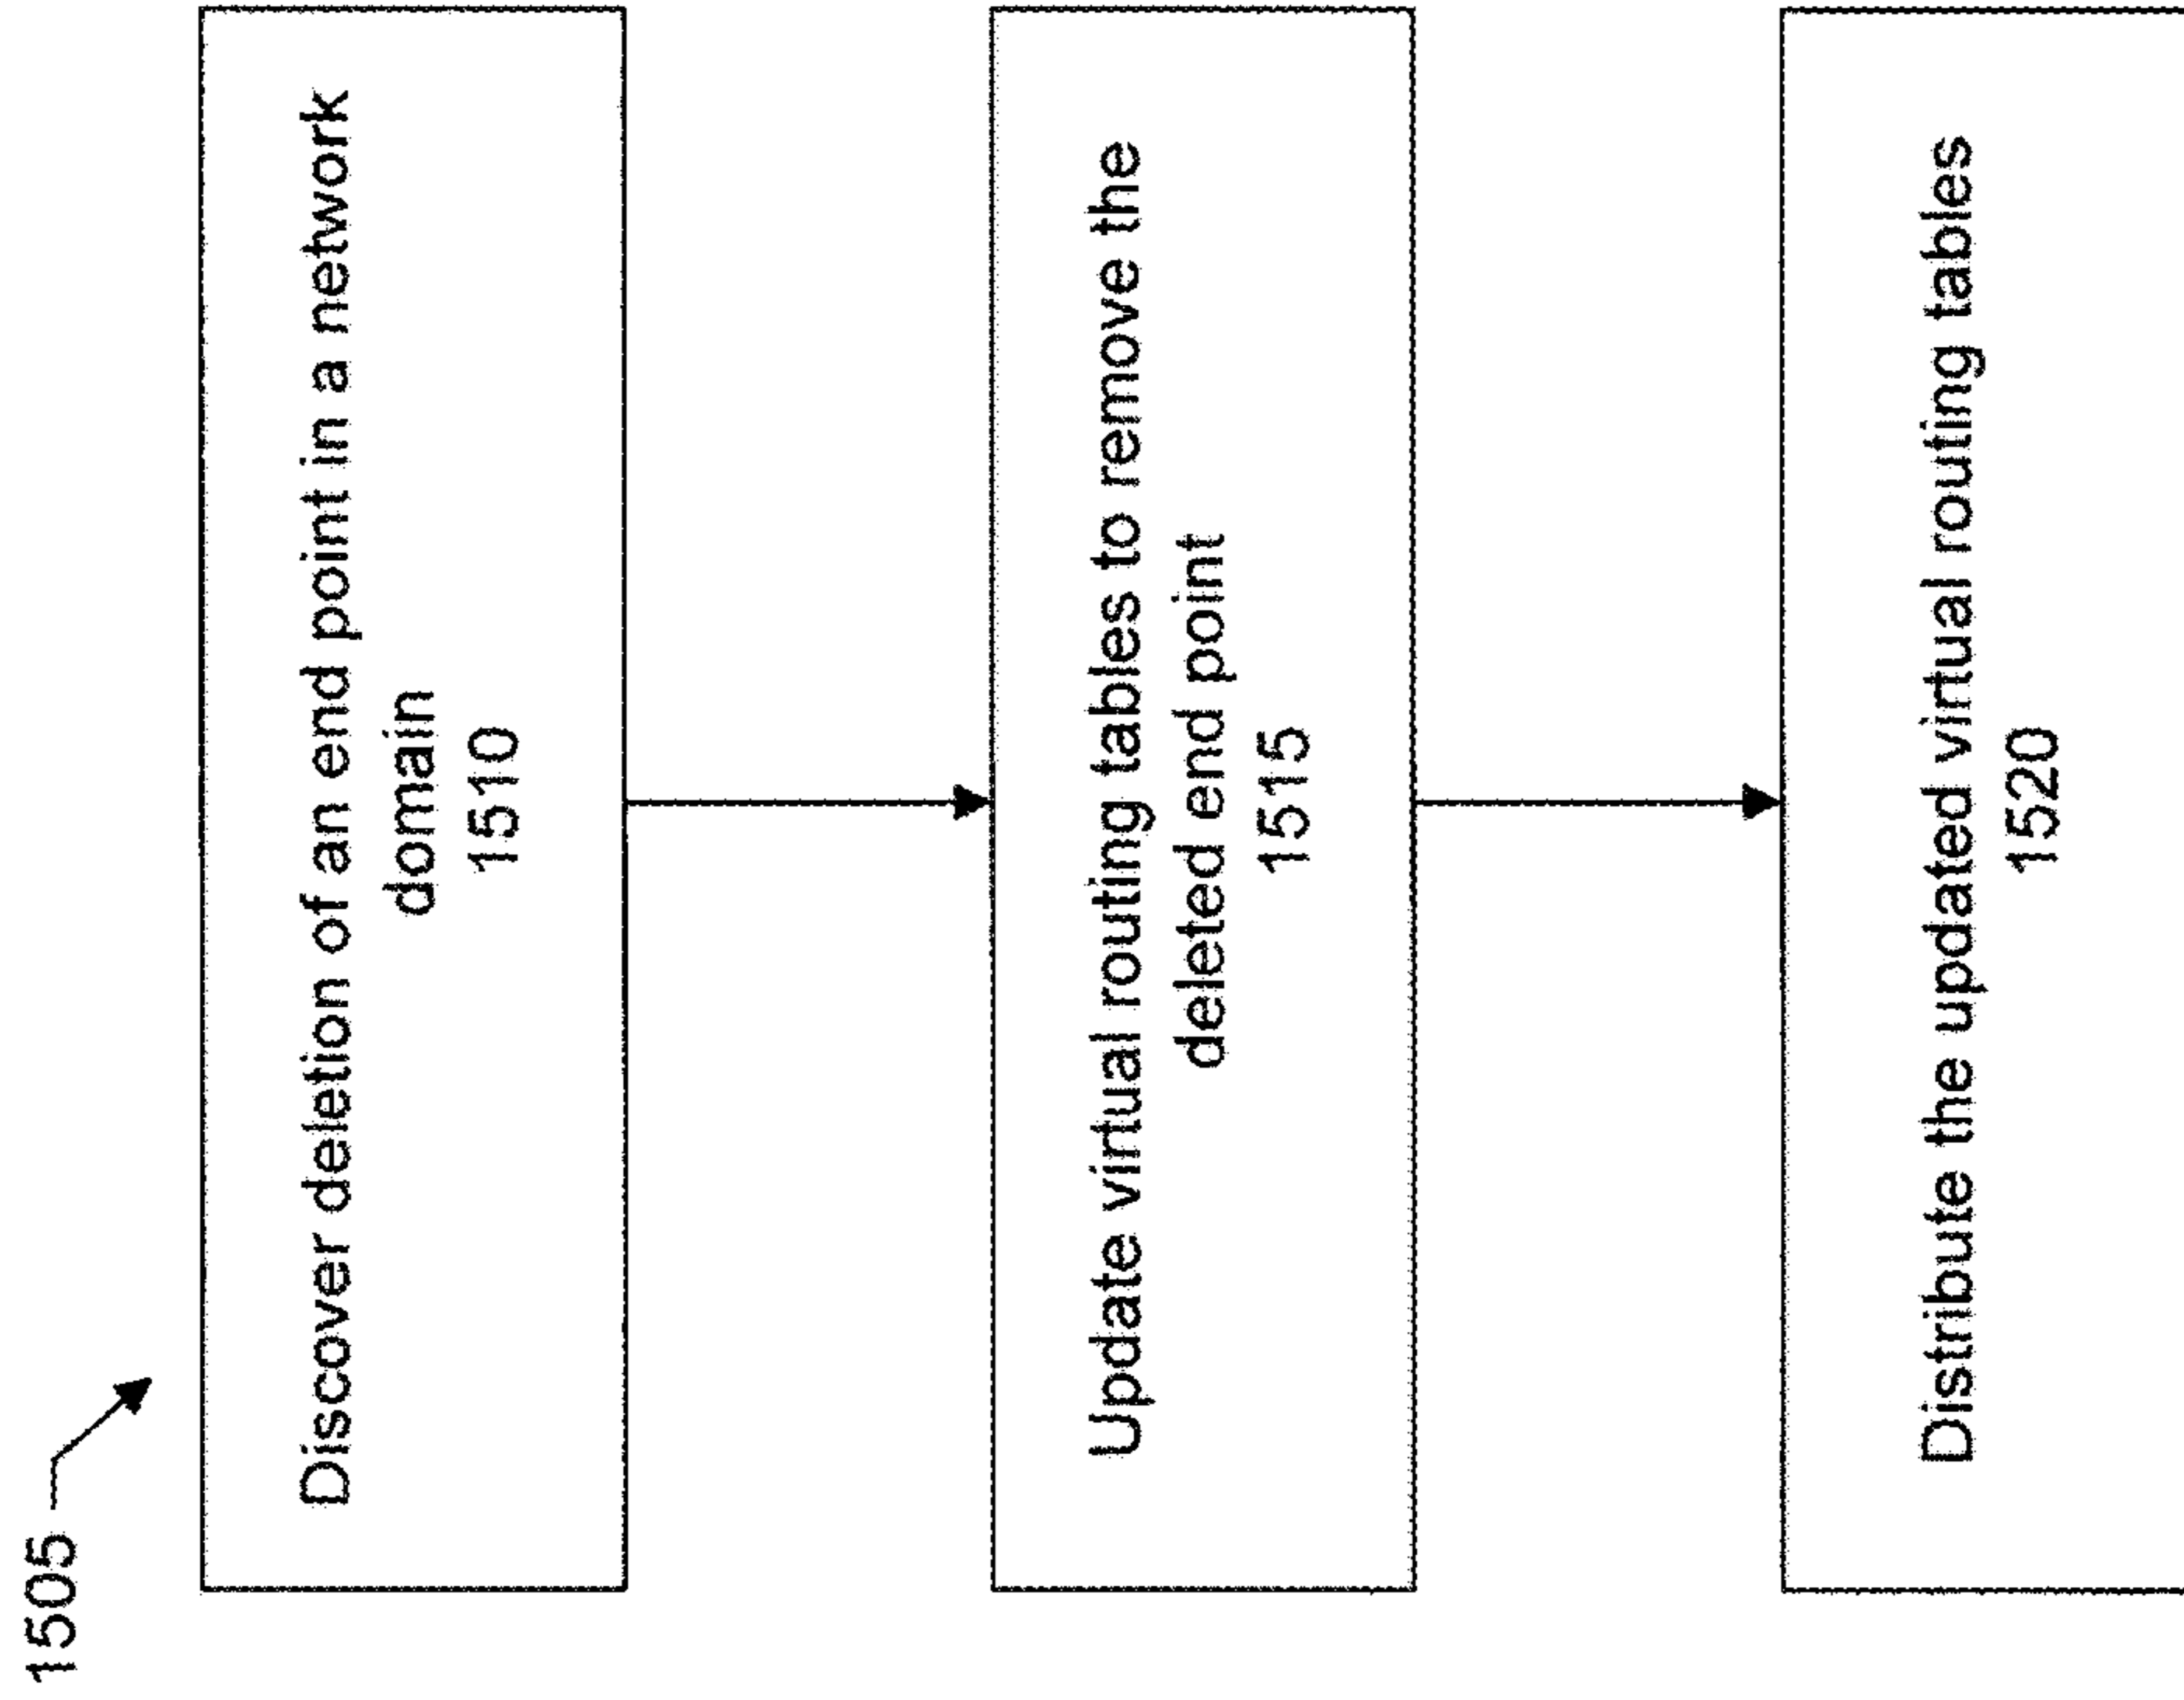 1505
Discover deletion of an end point in a network
domain
1510
Update virtual routing tables to remove the
deleted end point
1515
Distribute the updated virtual routing tables
1520